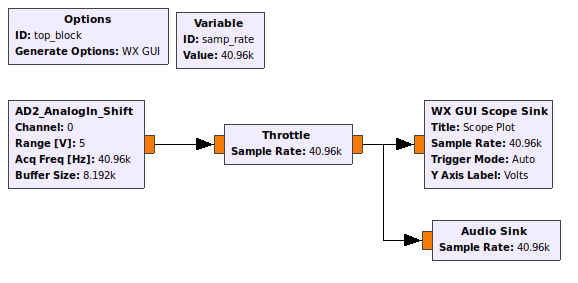 Options
ID: top_block
Generate Options: WX GUI
Variable
ID: samp_rate
Value: 40.96k
AD2_AnalogIn_Shift
Channel: 0
Range [V]: 5
Acq Freq [Hz]: 40.96k
Buffer Size: 8.192k
Throttle
Sample Rate: 40.96k
WX GUI Scope Sink
Title: Scope Plot
Sample Rate: 40.96k
Trigger Mode: Auto
Y Axis Label: Volts
Audio Sink
Sample Rate: 40.96k